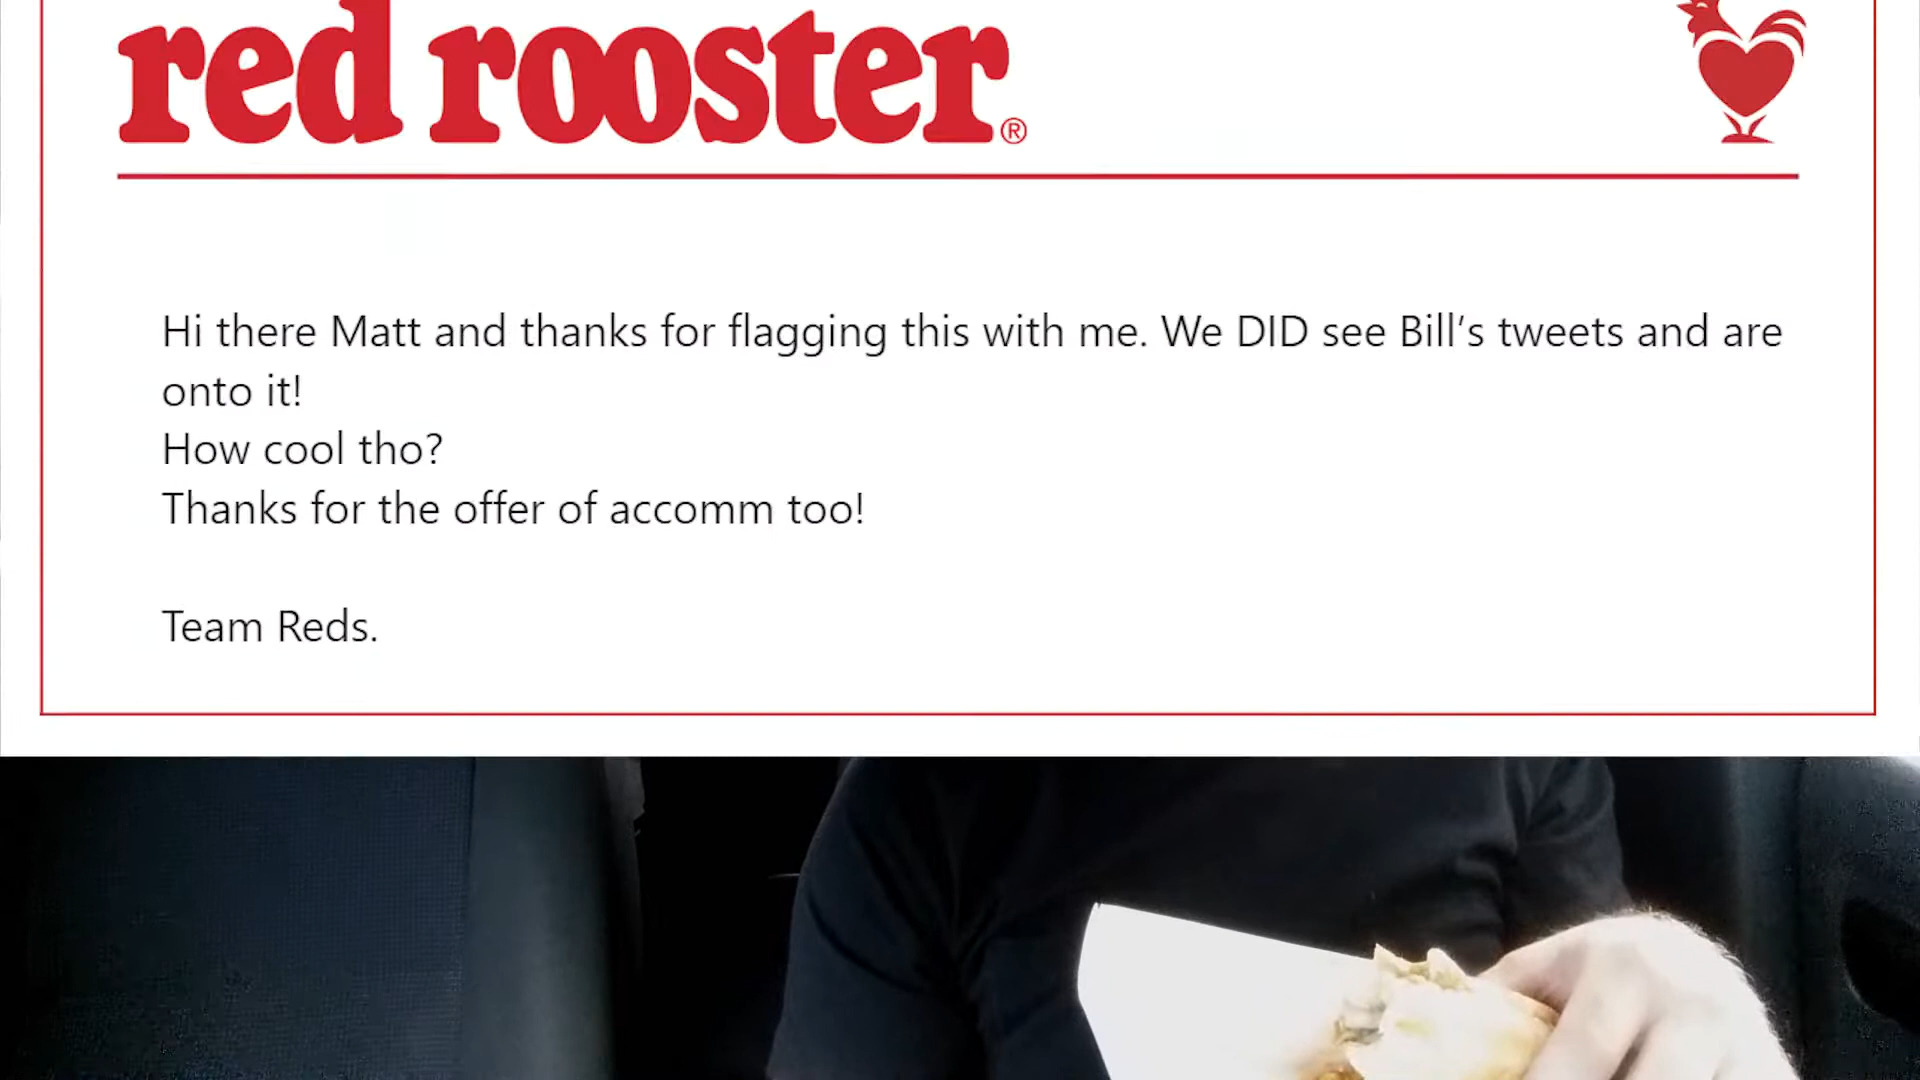 red rooster®
Hi there Matt and thanks for flagging this with me. We DID see Bill’s tweets and are
onto it!
How cool tho?
Thanks for the offer of accomm too!
Team Reds.